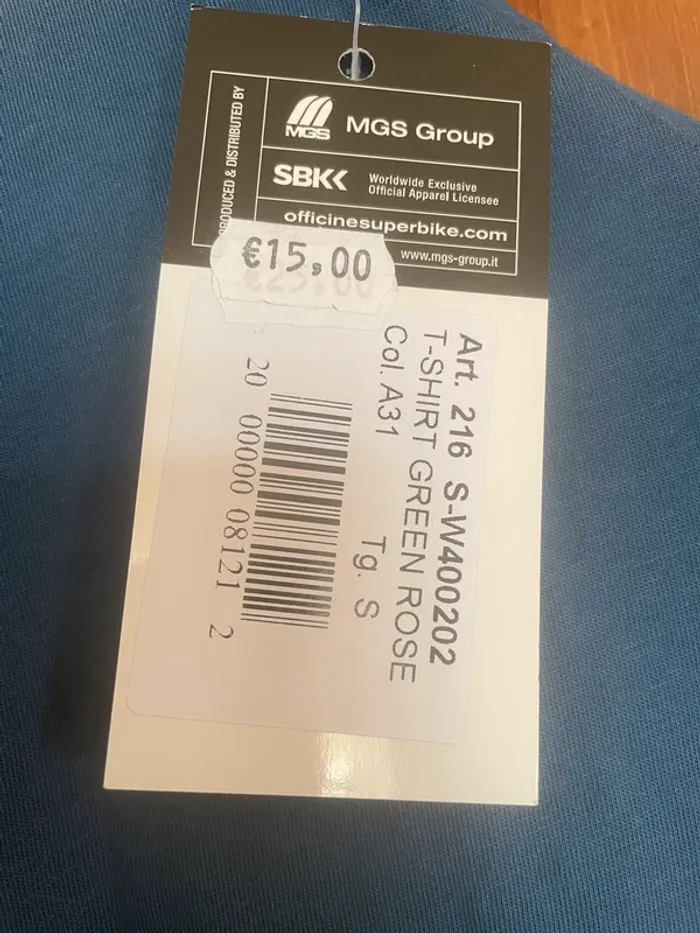 PRODUCED & DISTRIBUTED BY
MGS
MGS Group
SBK
Worldwide Exclusive
Official Apparel Licensee
officinesuperbike.com
www.mgs-group.it
€15,00
Art. 216 S-W400202
T-SHIRT GREEN ROSE
Col. A31 Tg. S
20 00000 08121 2